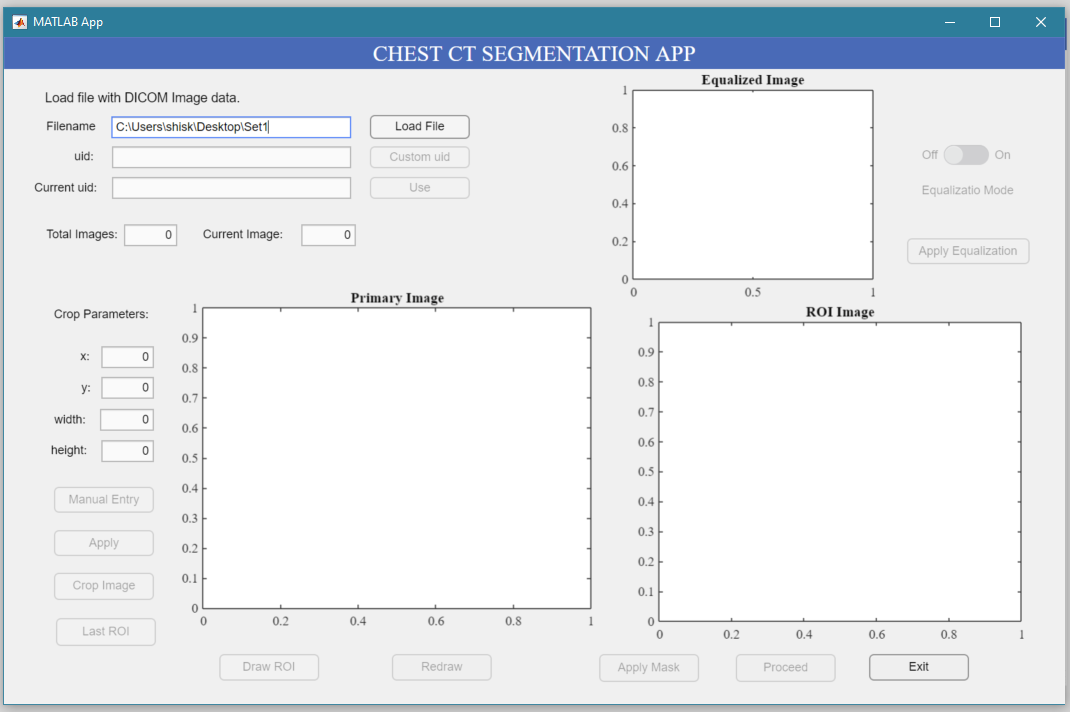 MATLAB App
CHEST CT SEGMENTATION APP
Load file with DICOM Image data.
Filename C:\Users\shisk\Desktop\Set1 Load File
uid: Custom uid
Current uid: Use
Total Images: 0 Current Image: 0
Equalized Image
1
0.8
0.6
0.4
0.2
0
0 0.5 1
Off On
Equalizatio Mode
Apply Equalization
Crop Parameters:
x: 0
y: 0
width: 0
height: 0
Manual Entry
Apply
Crop Image
Last ROI
Primary Image
1
0.9
0.8
0.7
0.6
0.5
0.4
0.3
0.2
0.1
0
0 0.2 0.4 0.6 0.8 1
ROI Image
1
0.9
0.8
0.7
0.6
0.5
0.4
0.3
0.2
0.1
0
0 0.2 0.4 0.6 0.8 1
Draw ROI Redraw Apply Mask Proceed Exit